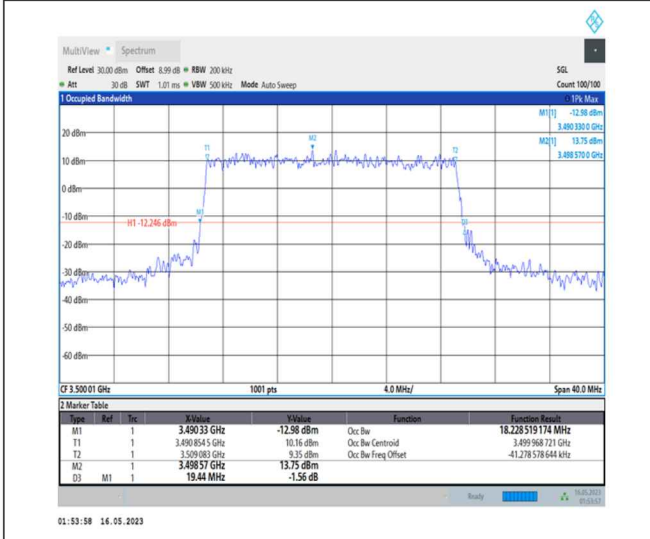 MultiView Spectrum
Ref Level 30.00 dBm Offset 8.99 dB RBW 200 kHz SGL
Att 30 dB SWT 1.01 ms VBW 500 kHz Mode Auto Sweep Count 100/100
1 Occupied Bandwidth 1Pk Max
M1[1] -12.98 dBm
3.490 330 0 GHz
M2[1] 13.75 dBm
3.498 570 0 GHz
20 dBm
M2
T1 T2
10 dBm
0 dBm
-10 dBm
M1
H1 -12.246 dBm
D3
-20 dBm
-30 dBm
-40 dBm
-50 dBm
-60 dBm
CF 3.500 01 GHz 1001 pts 4.0 MHz/ Span 40.0 MHz
2 Marker Table
Type Ref Trc X-Value Y-Value Function Function Result
M1 1 3.490 33 GHz -12.98 dBm Occ Bw 18.228 519 174 MHz
T1 1 3.490 854 5 GHz 10.16 dBm Occ Bw Centroid 3.499 968 721 GHz
T2 1 3.509 083 GHz 9.35 dBm Occ Bw Freq Offset -41.278 578 644 kHz
M2 1 3.498 57 GHz 13.75 dBm
D3 M1 1 19.44 MHz -1.56 dB
Ready 16.05.2023
01:53:57
01:53:58 16.05.2023